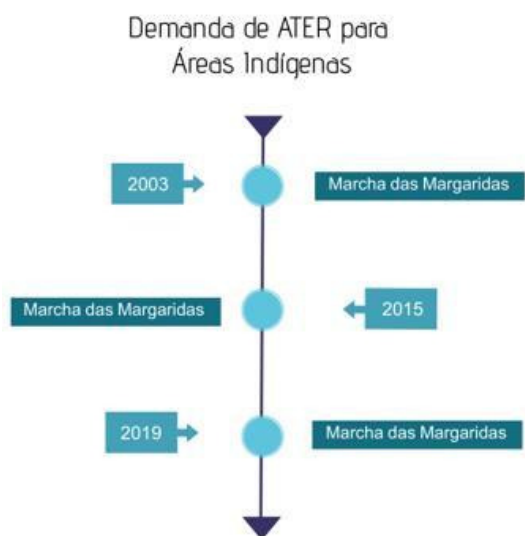 Demanda de ATER para
Áreas Indígenas
2003
Marcha das Margaridas
Marcha das Margaridas
2015
2019
Marcha das Margaridas